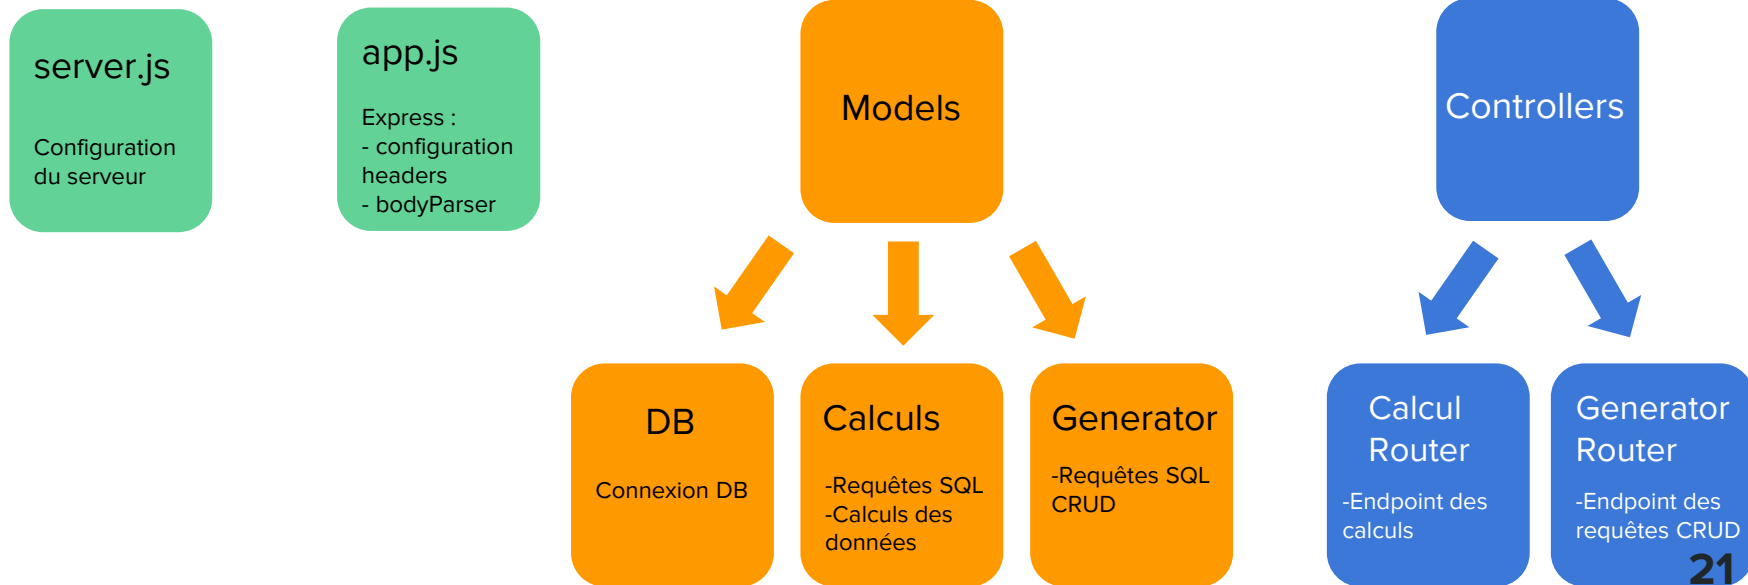 server.js
Configuration
du serveur
app.js
Express :
- configuration
headers
- bodyParser
Models
Controllers
DB
Connexion DB
Calculs
-Requêtes SQL
-Calculs des
données
Generator
-Requêtes SQL
CRUD
Calcul
Router
-Endpoint des
calculs
Generator
Router
-Endpoint des
requêtes CRUD
21